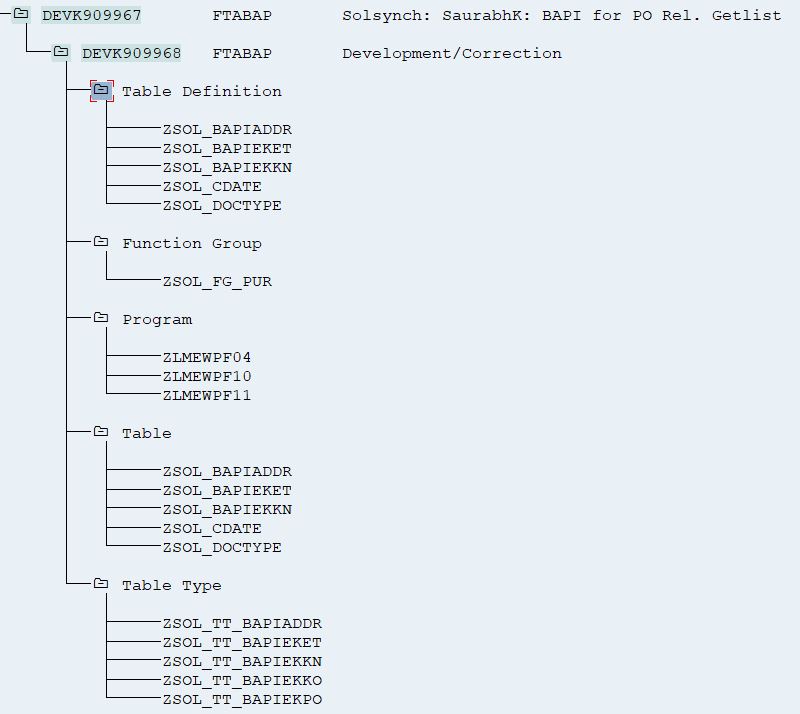 DEVK909967 FTABAP Solsynch: SaurabhK: BAPI for PO Rel. Getlist
DEVK909968 FTABAP Development/Correction
Table Definition
ZSOL_BAPIADDR
ZSOL_BAPIEKET
ZSOL_BAPIEKKN
ZSOL_CDATE
ZSOL_DOCTYPE
Function Group
ZSOL_FG_PUR
Program
ZLMEWPF04
ZLMEWPF10
ZLMEWPF11
Table
ZSOL_BAPIADDR
ZSOL_BAPIEKET
ZSOL_BAPIEKKN
ZSOL_CDATE
ZSOL_DOCTYPE
Table Type
ZSOL_TT_BAPIADDR
ZSOL_TT_BAPIEKET
ZSOL_TT_BAPIEKKN
ZSOL_TT_BAPIEKKO
ZSOL_TT_BAPIEKPO